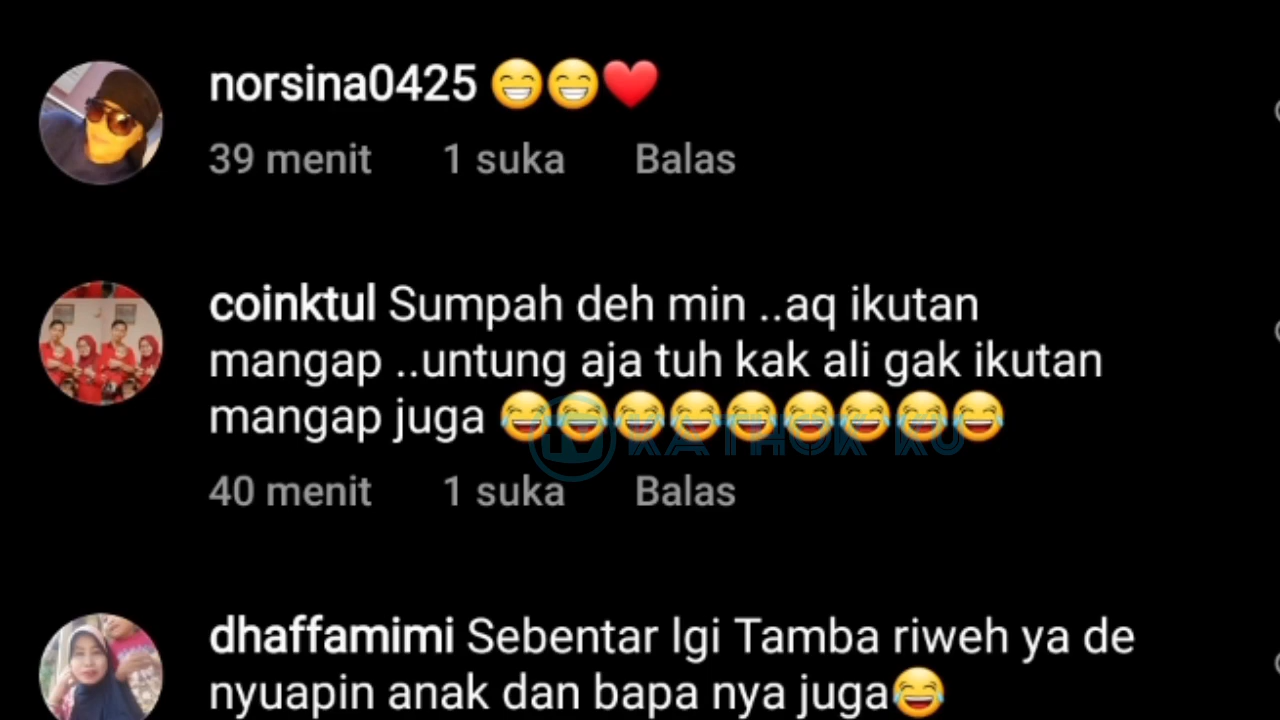 norsina0425 😁😁❤️
39 menit 1 suka Balas
coinktul Sumpah deh min ..aq ikutan
mangap ..untung aja tuh kak ali gak ikutan
mangap juga 😂😂😂😂😂😂😂😂😂
KATHOK KU
40 menit 1 suka Balas
dhaffamimi Sebentar lgi Tamba riweh ya de
nyuapin anak dan bapa nya juga😂